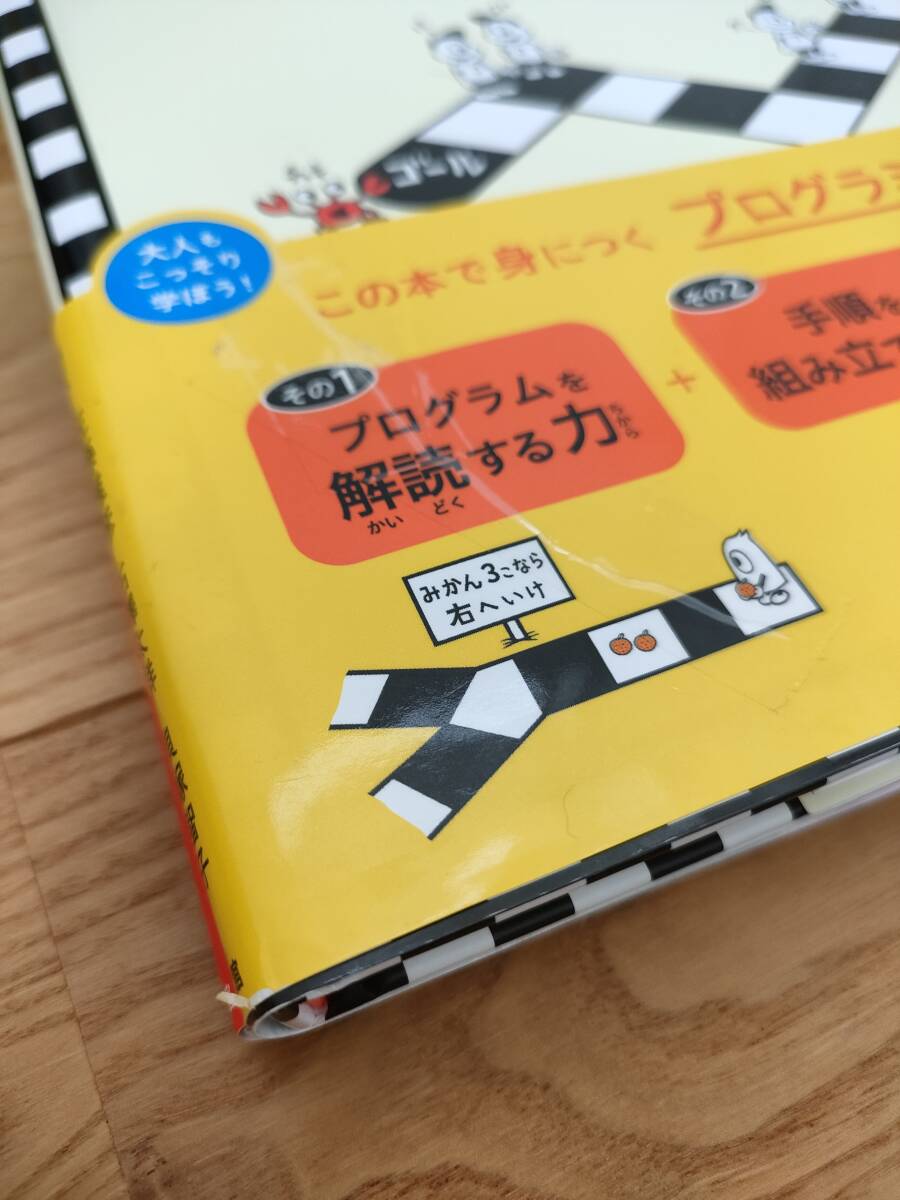 ゴール
大人も
こっそり
学ぼう!
この本で身につく プログラミ
その1
プログラムを
解読する力
かい どく ちから
その2
手順を
組み立て
みかん3こなら
右へいけ